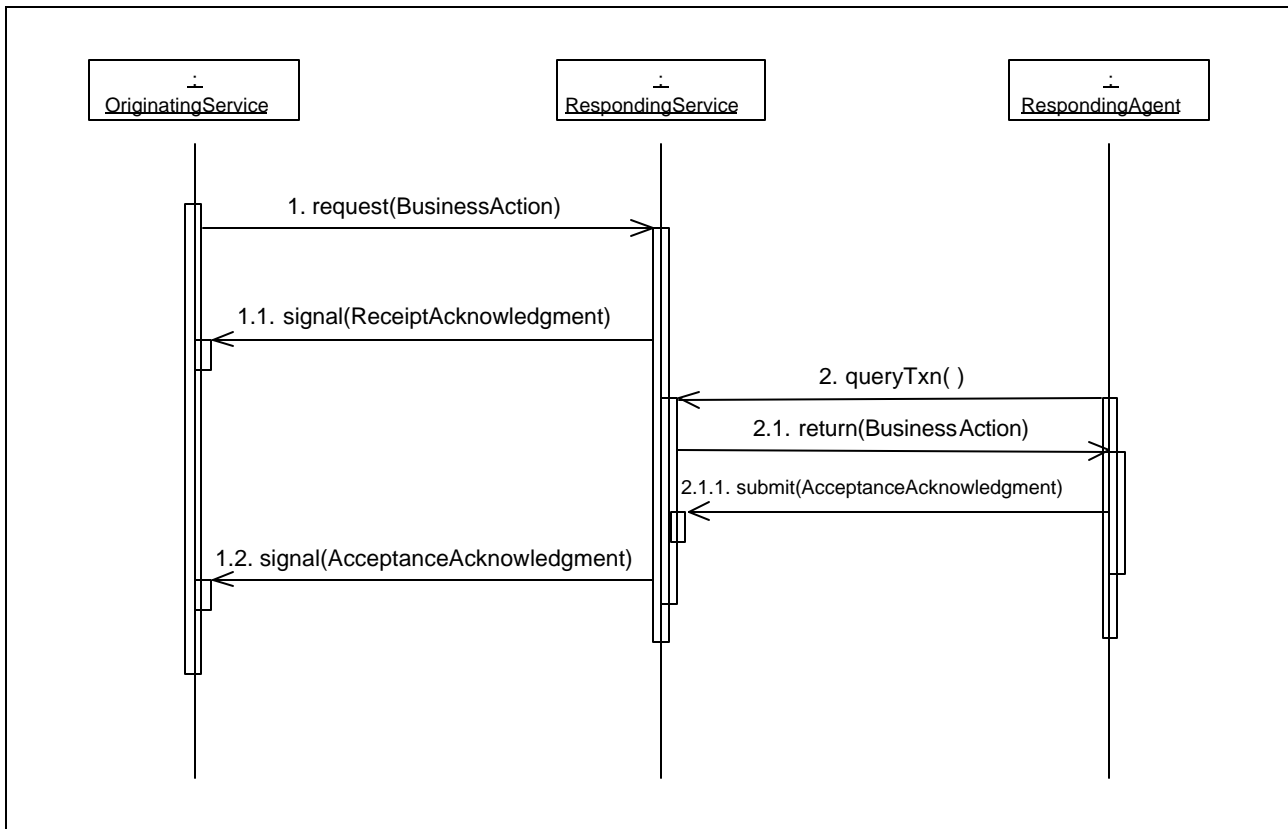 :
OriginatingService
:
RespondingService
:
RespondingAgent
1. request(BusinessAction)
1.1. signal(ReceiptAcknowledgment)
2. queryTxn( )
2.1. return(BusinessAction)
2.1.1. submit(AcceptanceAcknowledgment)
1.2. signal(AcceptanceAcknowledgment)